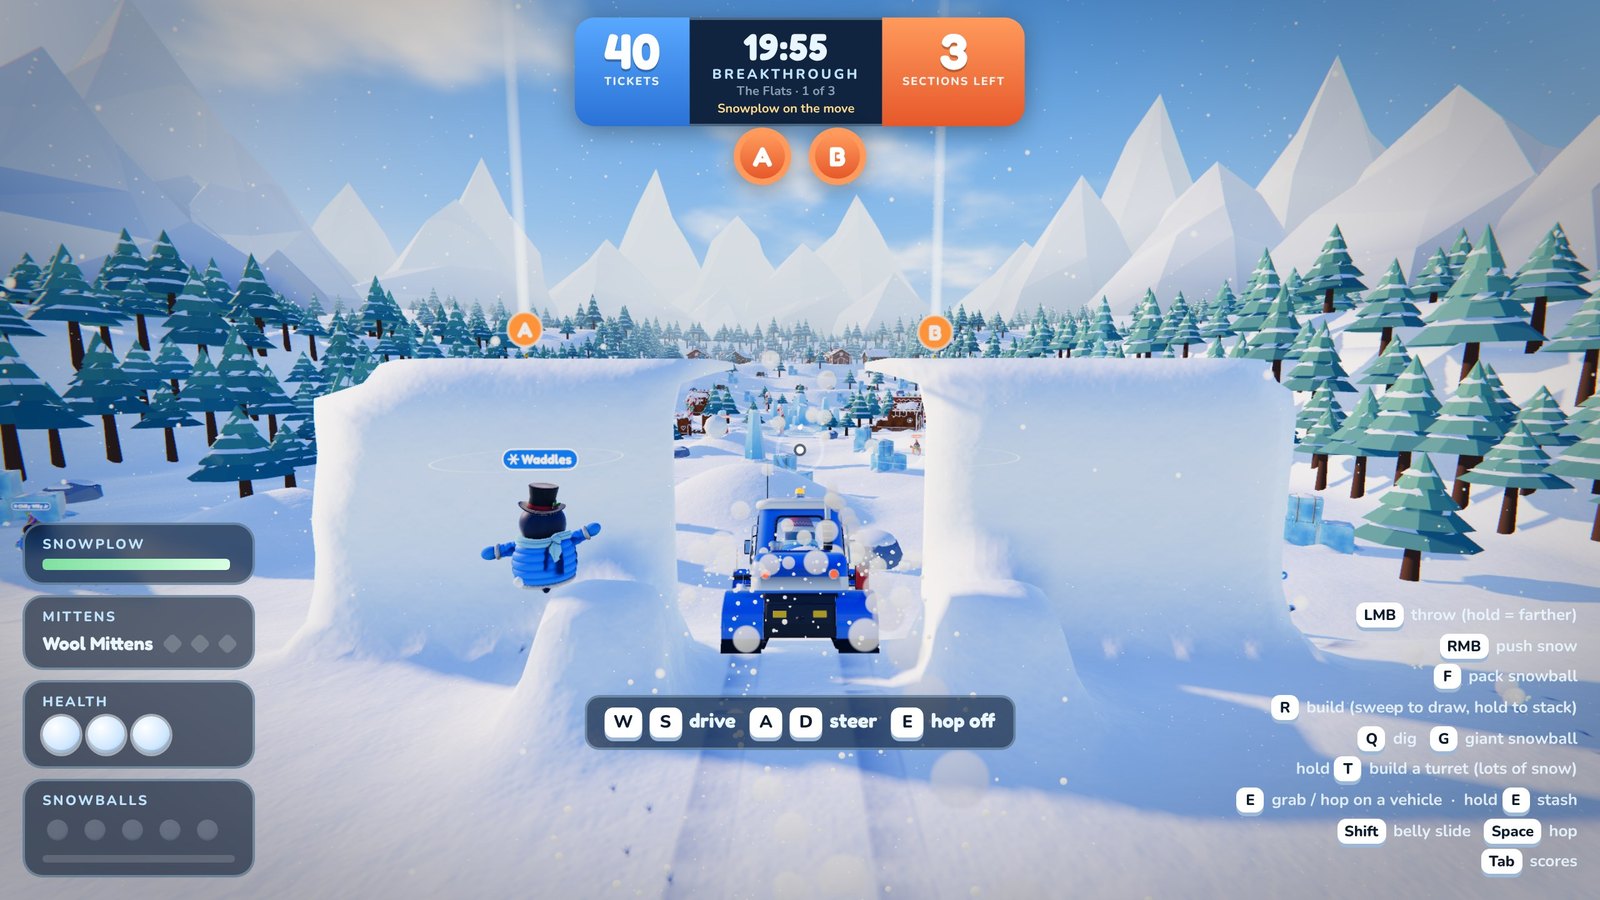 40
TICKETS
19:55
BREAKTHROUGH
The Flats · 1 of 3
Snowplow on the move
3
SECTIONS LEFT
A
B
A
B
Waddles
SNOWPLOW
MITTENS
Wool Mittens
HEALTH
SNOWBALLS
W S drive A D steer E hop off
LMB throw (hold = farther)
RMB push snow
F pack snowball
R build (sweep to draw, hold to stack)
Q dig G giant snowball
hold T build a turret (lots of snow)
E grab / hop on a vehicle · hold E stash
Shift belly slide Space hop
Tab scores